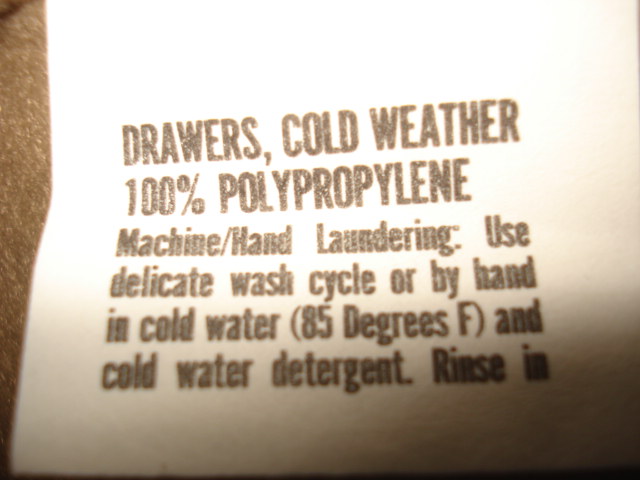 DRAWERS, COLD WEATHER
100% POLYPROPYLENE
Machine/Hand Laundering: Use
delicate wash cycle or by hand
in cold water (85 Degrees F) and
cold water detergent. Rinse in